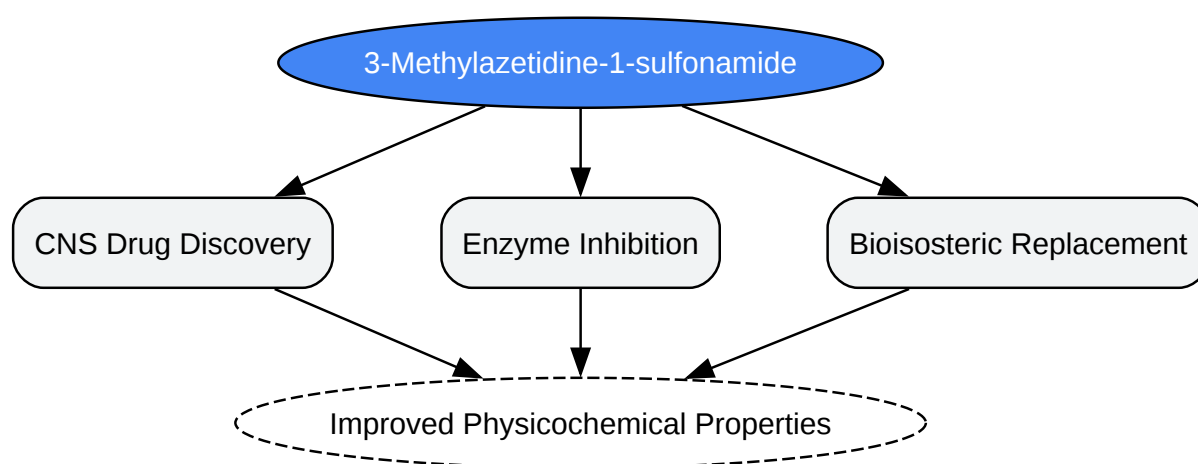 3-Methylazetidine-1-sulfonamide
CNS Drug Discovery
Enzyme Inhibition
Bioisosteric Replacement
Improved Physicochemical Properties